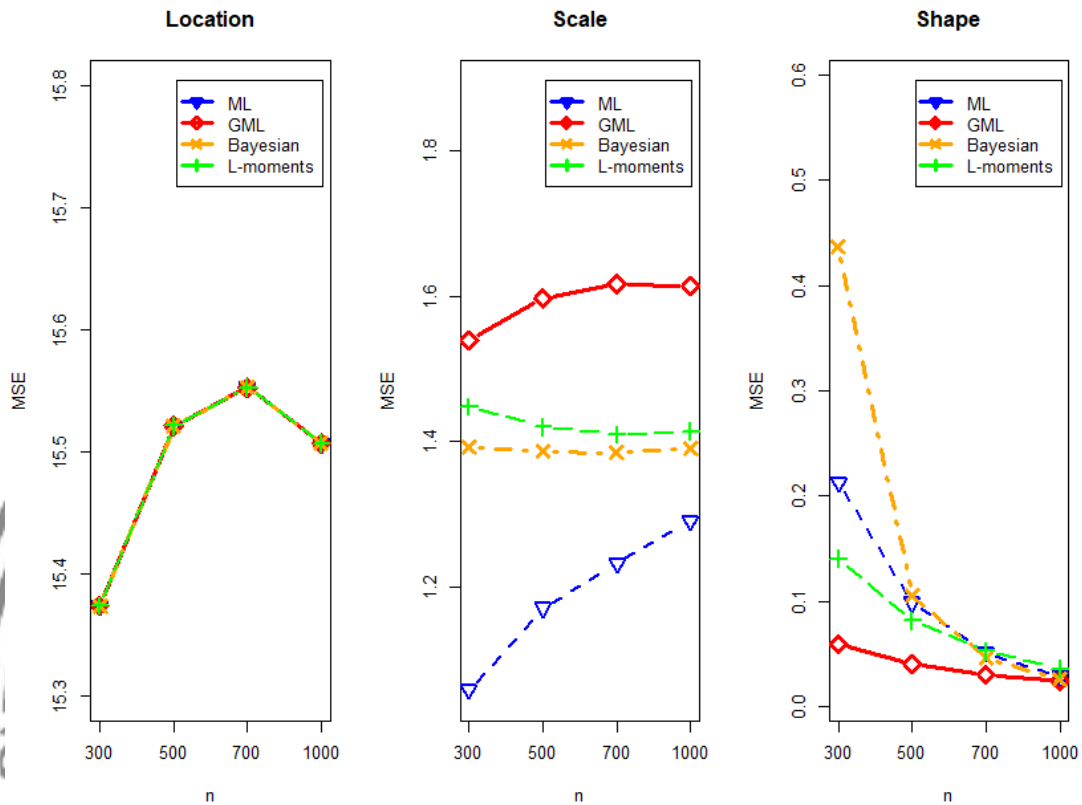 Location
MSE
15.8
15.7
15.6
15.5
15.4
15.3
ML
GML
Bayesian
L-moments
300
500
700
1000
n
Scale
MSE
1.8
1.6
1.4
1.2
ML
GML
Bayesian
L-moments
300
500
700
1000
n
Shape
MSE
0.6
0.5
0.4
0.3
0.2
0.1
0.0
ML
GML
Bayesian
L-moments
300
500
700
1000
n